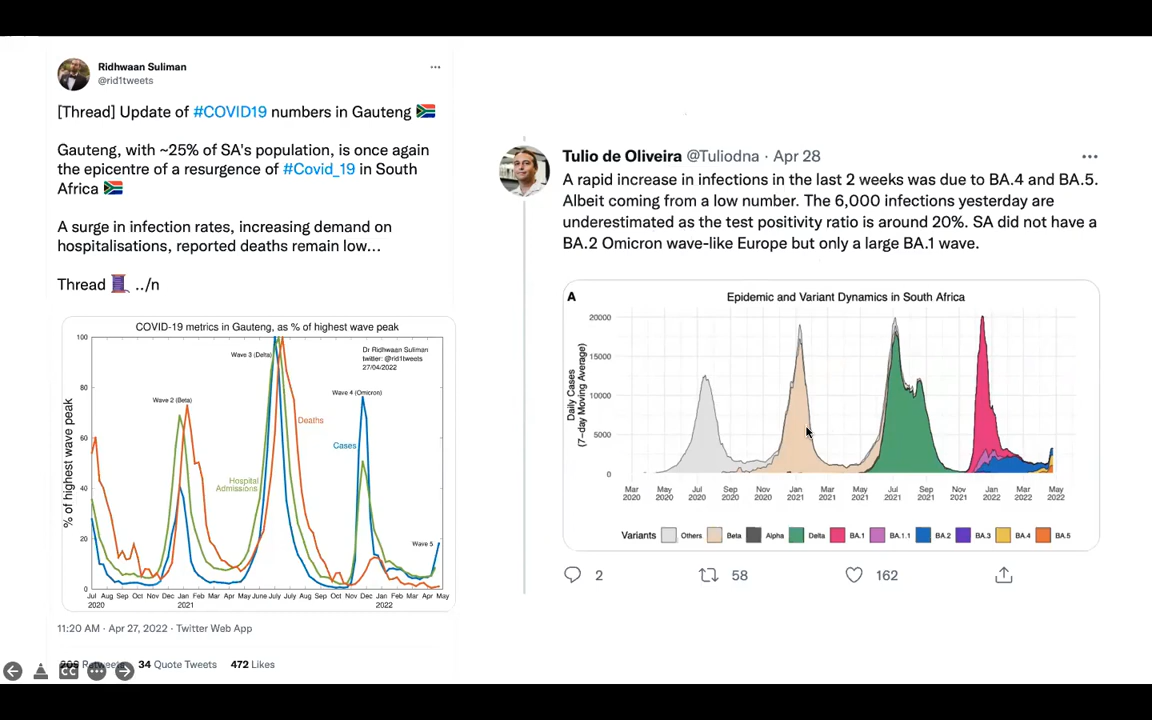 Ridhwaan Suliman
@rid1tweets
[Thread] Update of #COVID19 numbers in Gauteng
Gauteng, with ~25% of SA's population, is once again
the epicentre of a resurgence of #Covid_19 in South
Africa
A surge in infection rates, increasing demand on
hospitalisations, reported deaths remain low...
Thread ../n
COVID-19 metrics in Gauteng, as % of highest wave peak
Dr Ridhwaan Suliman
twitter: @rid1tweets
27/04/2022
Wave 3 (Delta)
Wave 4 (Omicron)
Wave 2 (Beta)
Deaths
Cases
Hospital
Admissions
Wave 5
% of highest wave peak
100
80
60
40
20
0
Jul Aug Sep Oct Nov Dec Jan Feb Mar Apr May June July July Aug Sep Oct Nov Dec Jan Feb Mar Apr May
2020 2021 2022
11:20 AM · Apr 27, 2022 · Twitter Web App
Retweets 34 Quote Tweets 472 Likes
CC
Tulio de Oliveira @Tuliodna · Apr 28
A rapid increase in infections in the last 2 weeks was due to BA.4 and BA.5.
Albeit coming from a low number. The 6,000 infections yesterday are
underestimated as the test positivity ratio is around 20%. SA did not have a
BA.2 Omicron wave-like Europe but only a large BA.1 wave.
A
Epidemic and Variant Dynamics in South Africa
Daily Cases
(7-day Moving Average)
20000
15000
10000
5000
0
Mar May Jul Sep Nov Jan Mar May Jul Sep Nov Jan Mar May
2020 2020 2020 2020 2020 2021 2021 2021 2021 2021 2021 2022 2022 2022
Variants Others Beta Alpha Delta BA.1 BA.1.1 BA.2 BA.3 BA.4 BA.5
2 58 162